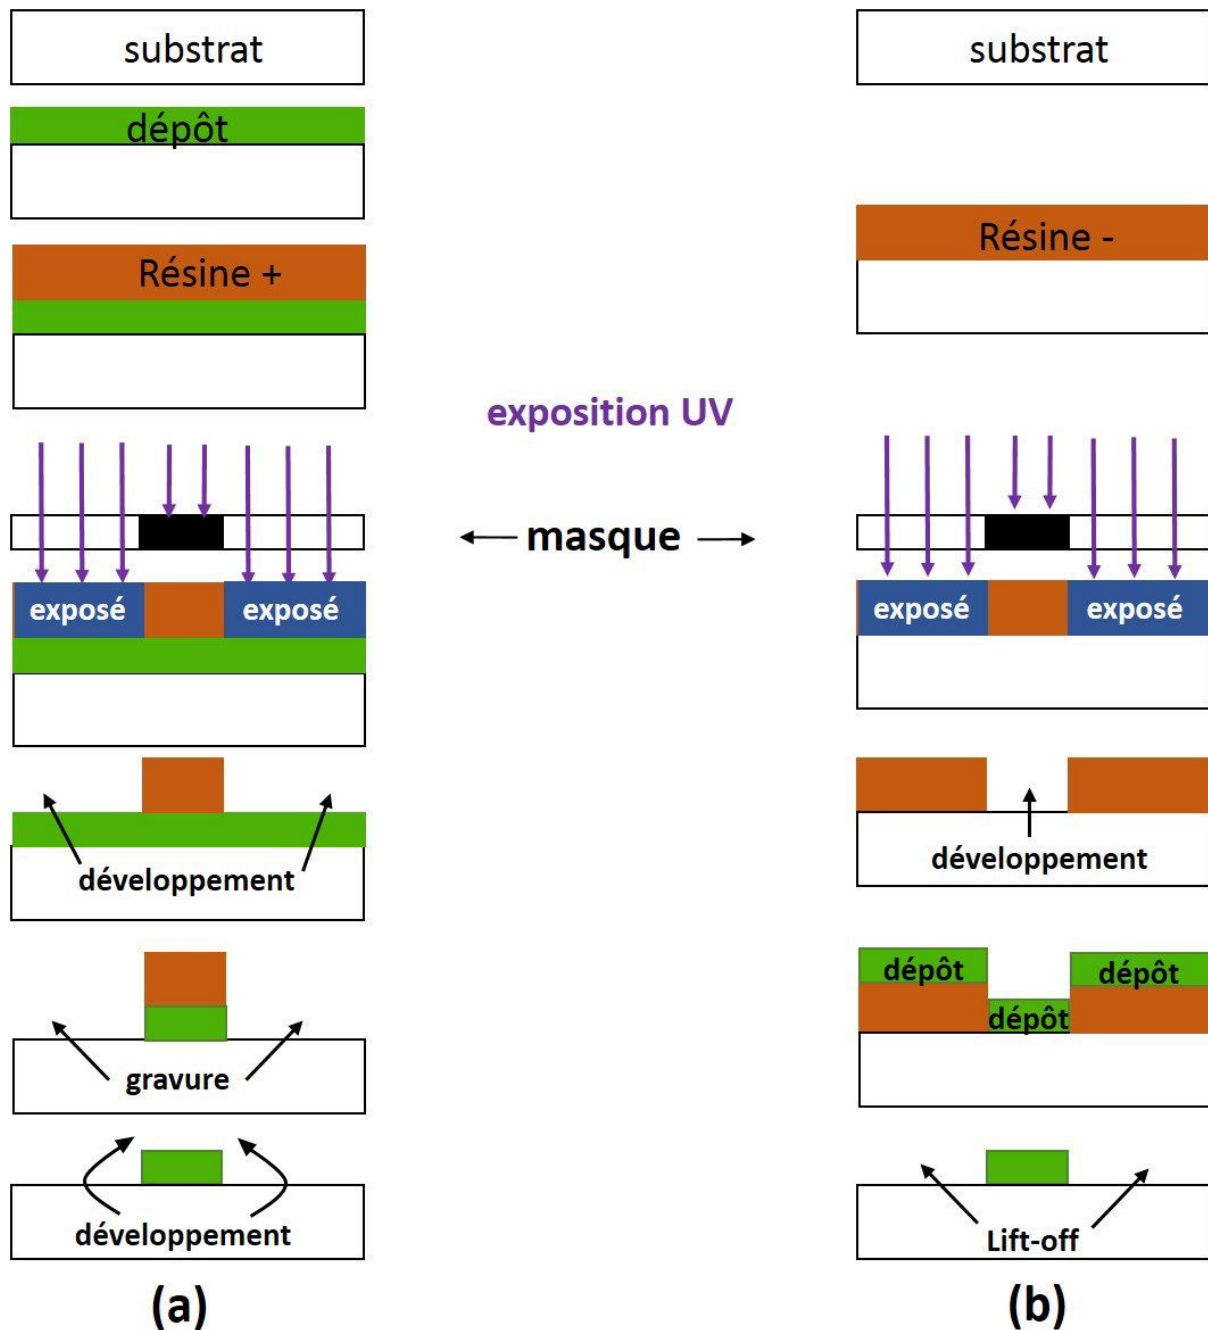 substrat
dépôt
Résine +
exposé
exposé
développement
gravure
développement
(a)
exposition UV
masque
substrat
Résine -
exposé
exposé
développement
dépôt
dépôt
dépôt
Lift-off
(b)